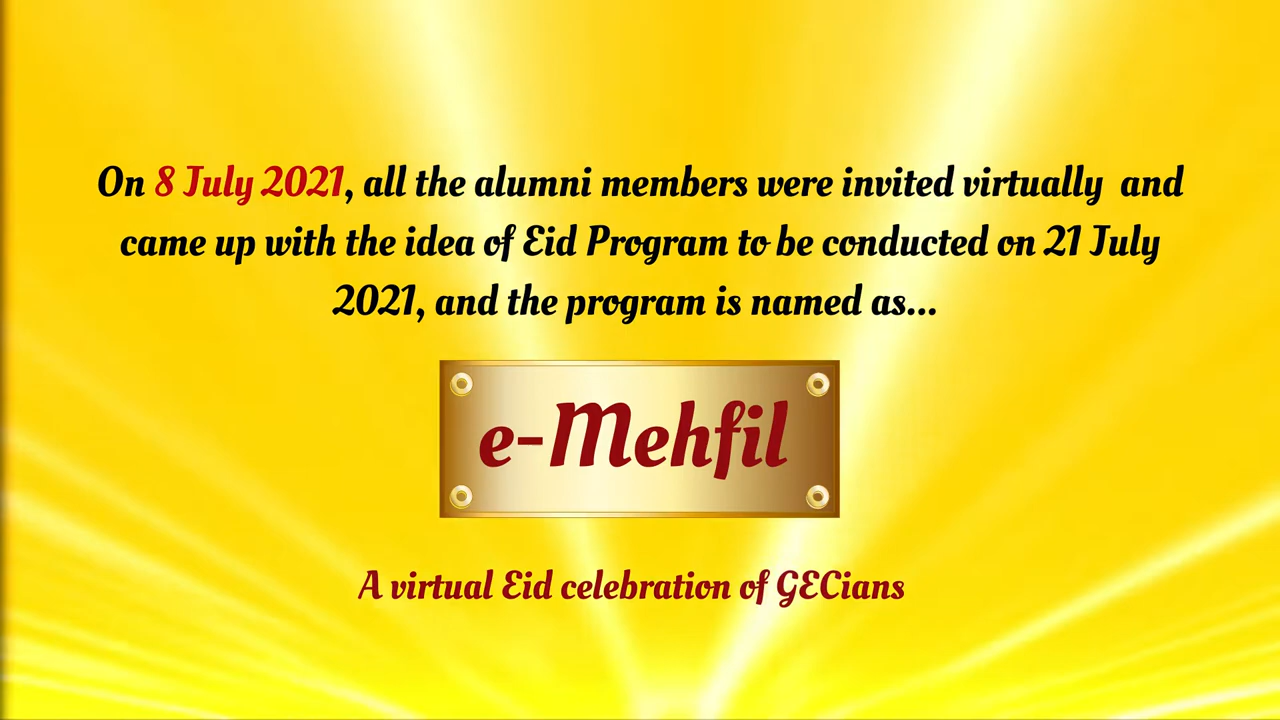 On 8 July 2021, all the alumni members were invited virtually  and
came up with the idea of Eid Program to be conducted on 21 July
2021, and the program is named as...
e-Mehfil
A virtual Eid celebration of GECians